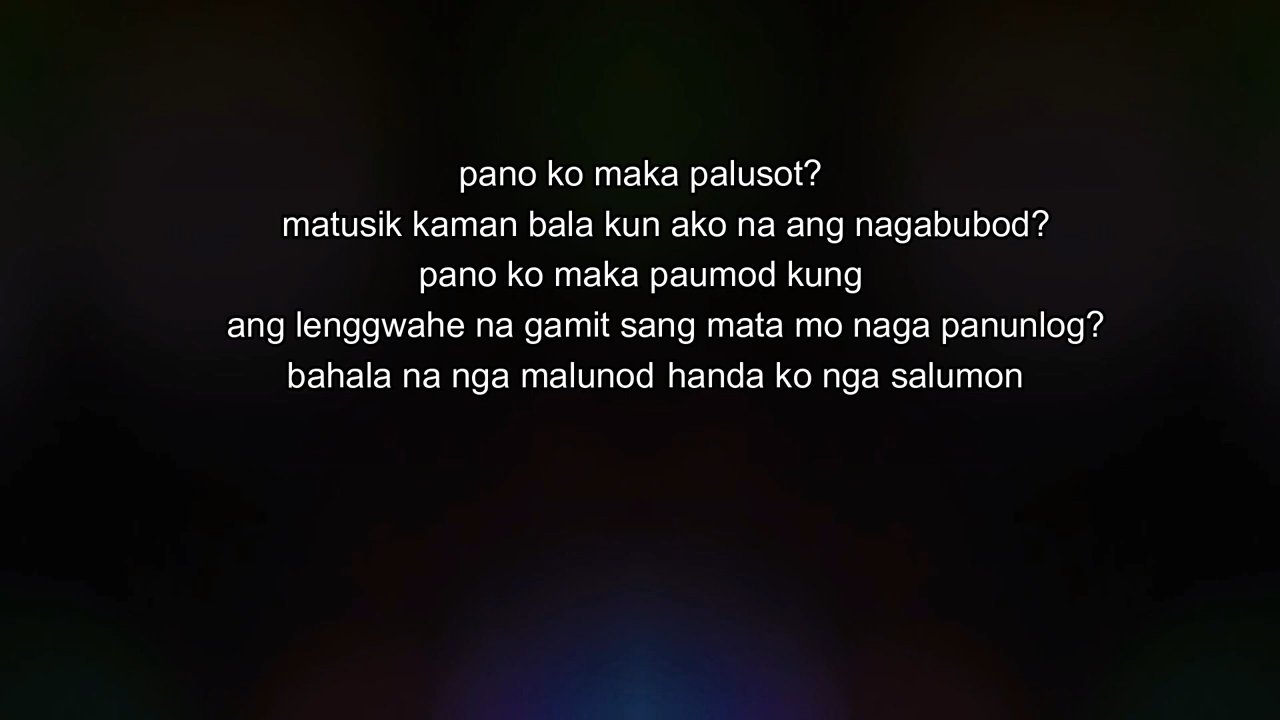 pano ko maka palusot?
matusik kaman bala kun ako na ang nagabubod?
pano ko maka paumod kung
ang lenggwahe na gamit sang mata mo naga panunlog?
bahala na nga malunod handa ko nga salumon